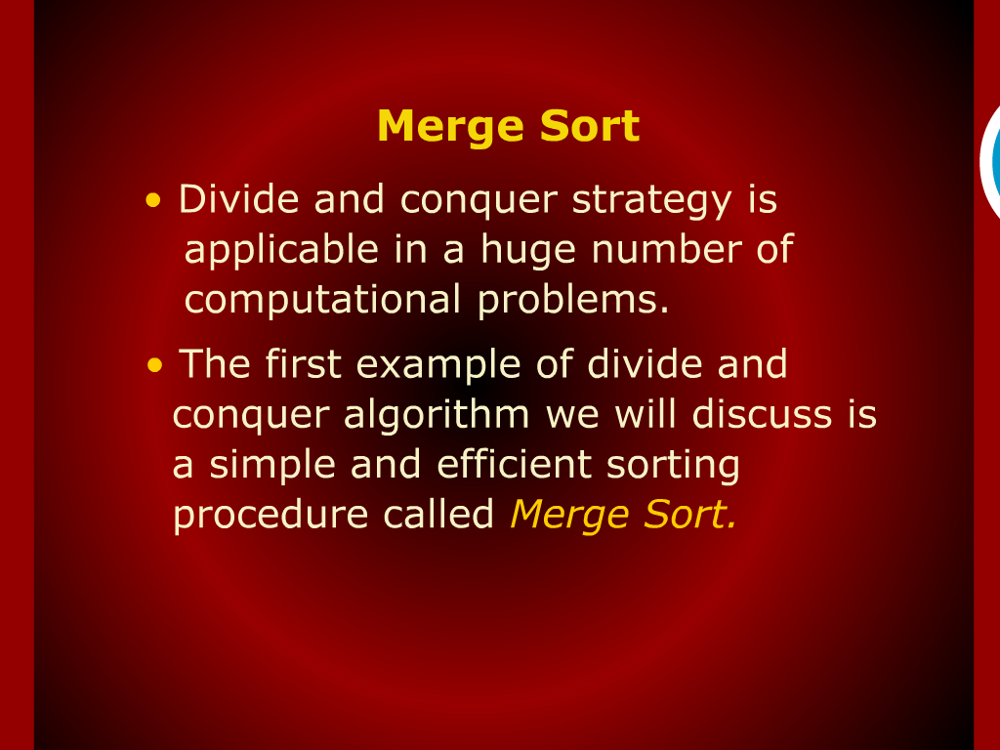 Merge Sort
• Divide and conquer strategy is
applicable in a huge number of
computational problems.
• The first example of divide and
conquer algorithm we will discuss is
a simple and efficient sorting
procedure called Merge Sort.